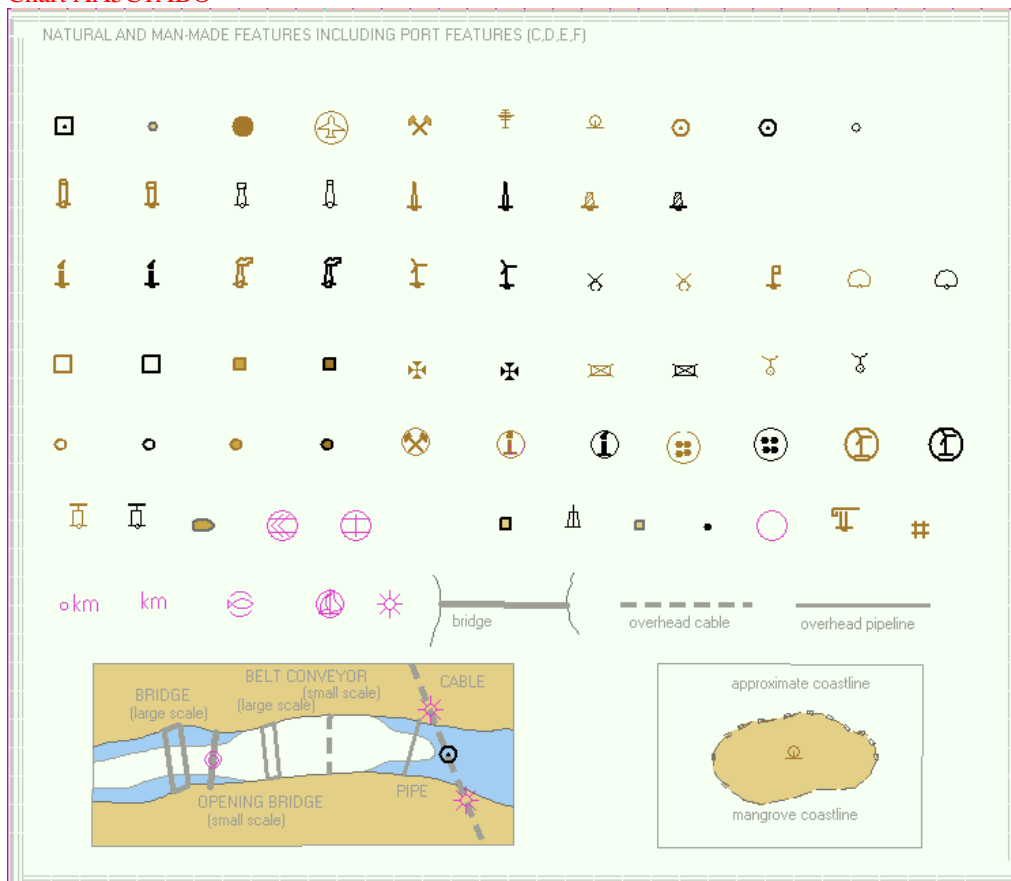 NATURAL AND MAN-MADE FEATURES INCLUDING PORT FEATURES (C,D,E,F)
km
km
bridge
overhead cable
overhead pipeline
BELT CONVEYOR
(small scale)
CABLE
BRIDGE
(large scale)
(large scale)
OPENING BRIDGE
(small scale)
PIPE
approximate coastline
mangrove coastline